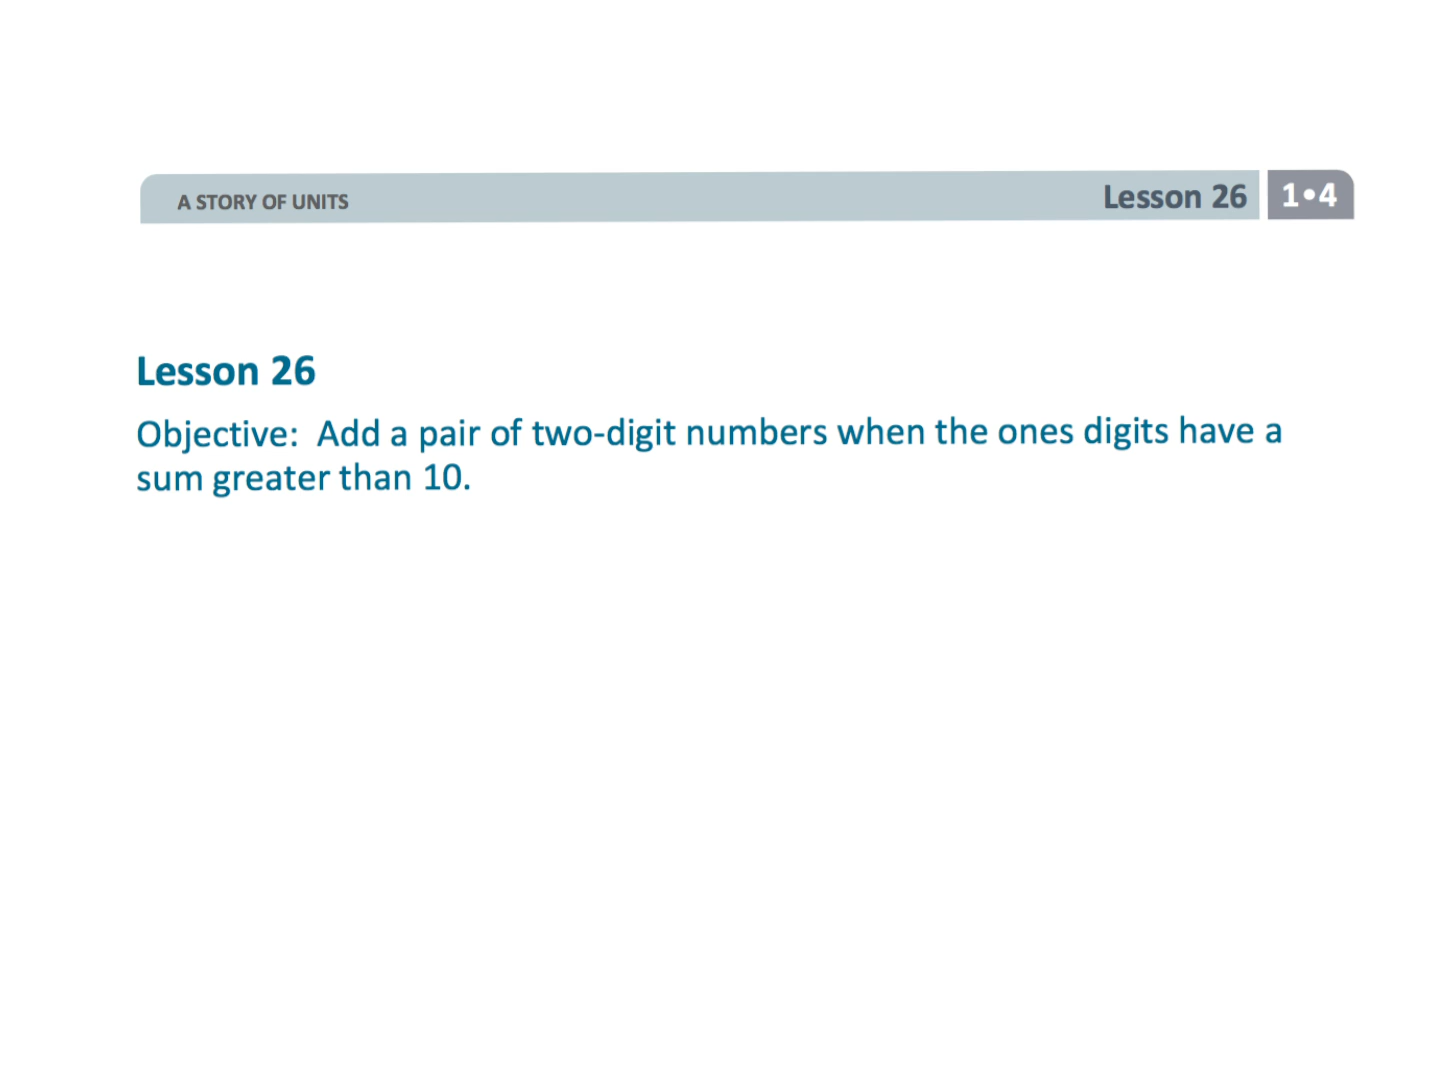 A STORY OF UNITS
Lesson 26
1•4
Lesson 26
Objective: Add a pair of two-digit numbers when the ones digits have a
sum greater than 10.